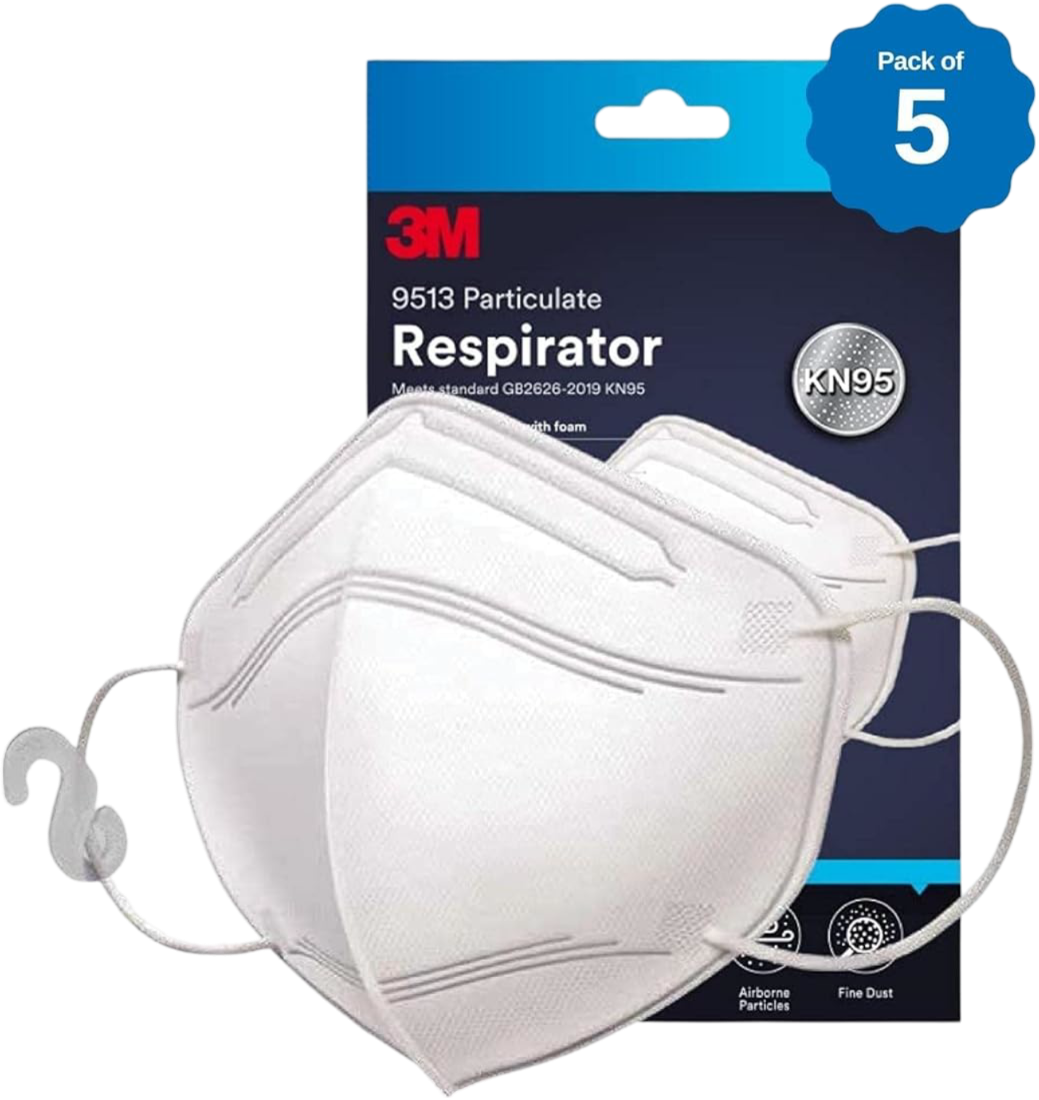 Pack of
5
3M
9513 Particulate
Respirator
Meets standard GB2626-2019 KN95
KN95
with foam
Airborne
Particles
Fine Dust